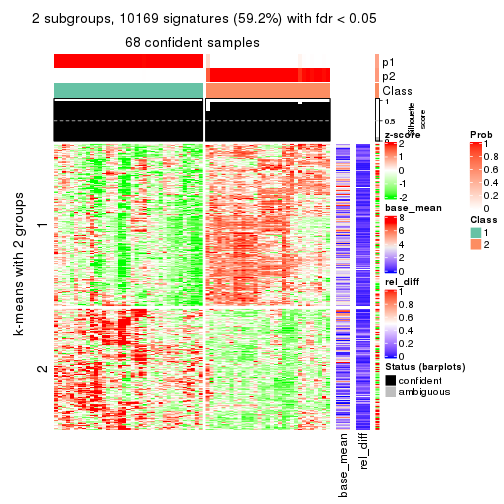 2 subgroups, 10169 signatures (59.2%) with fdr < 0.05
68 confident samples
p1
p2
Class
1
0.5
0
Silhouette
score
k-means with 2 groups
1
2
base_mean
rel_diff
z-score
2
1
0
-1
-2
base_mean
8
6
4
2
0
rel_diff
1
0.8
0.6
0.4
0.2
0
Status (barplots)
confident
ambiguous
Prob
1
0.8
0.6
0.4
0.2
0
Class
1
2